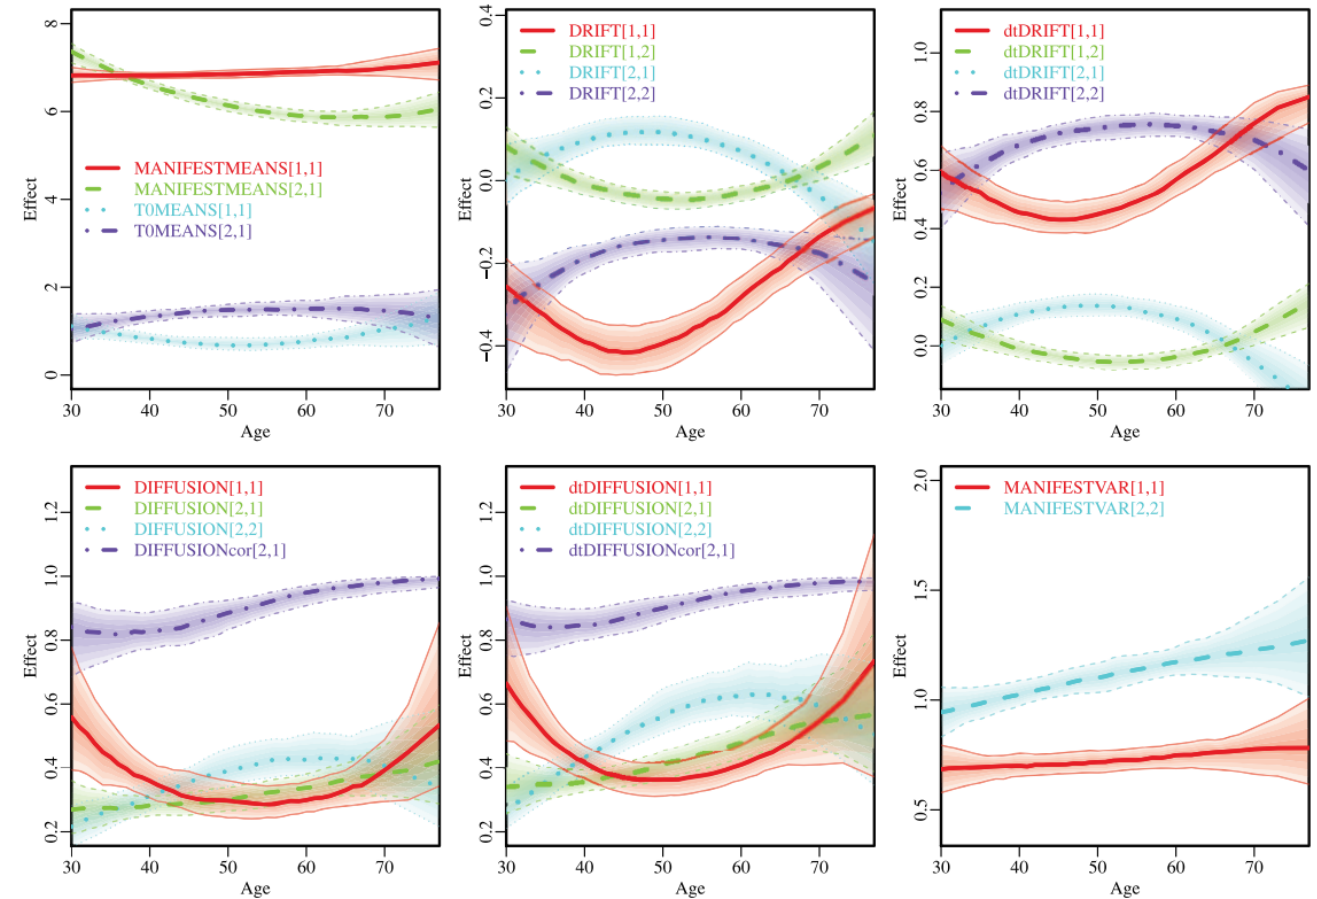 8
6
4
2
0
Effect
MANIFESTMEANS[1,1]
MANIFESTMEANS[2,1]
T0MEANS[1,1]
T0MEANS[2,1]
30 40 50 60 70
Age
0.4
0.2
0.0
−0.2
−0.4
Effect
DRIFT[1,1]
DRIFT[1,2]
DRIFT[2,1]
DRIFT[2,2]
30 40 50 60 70
Age
1.0
0.8
0.6
0.4
0.2
0.0
Effect
dtDRIFT[1,1]
dtDRIFT[1,2]
dtDRIFT[2,1]
dtDRIFT[2,2]
30 40 50 60 70
Age
1.2
1.0
0.8
0.6
0.4
0.2
Effect
DIFFUSION[1,1]
DIFFUSION[2,1]
DIFFUSION[2,2]
DIFFUSIONcor[2,1]
30 40 50 60 70
Age
1.2
1.0
0.8
0.6
0.4
0.2
Effect
dtDIFFUSION[1,1]
dtDIFFUSION[2,1]
dtDIFFUSION[2,2]
dtDIFFUSIONcor[2,1]
30 40 50 60 70
Age
2.0
1.5
1.0
0.5
Effect
MANIFESTVAR[1,1]
MANIFESTVAR[2,2]
30 40 50 60 70
Age